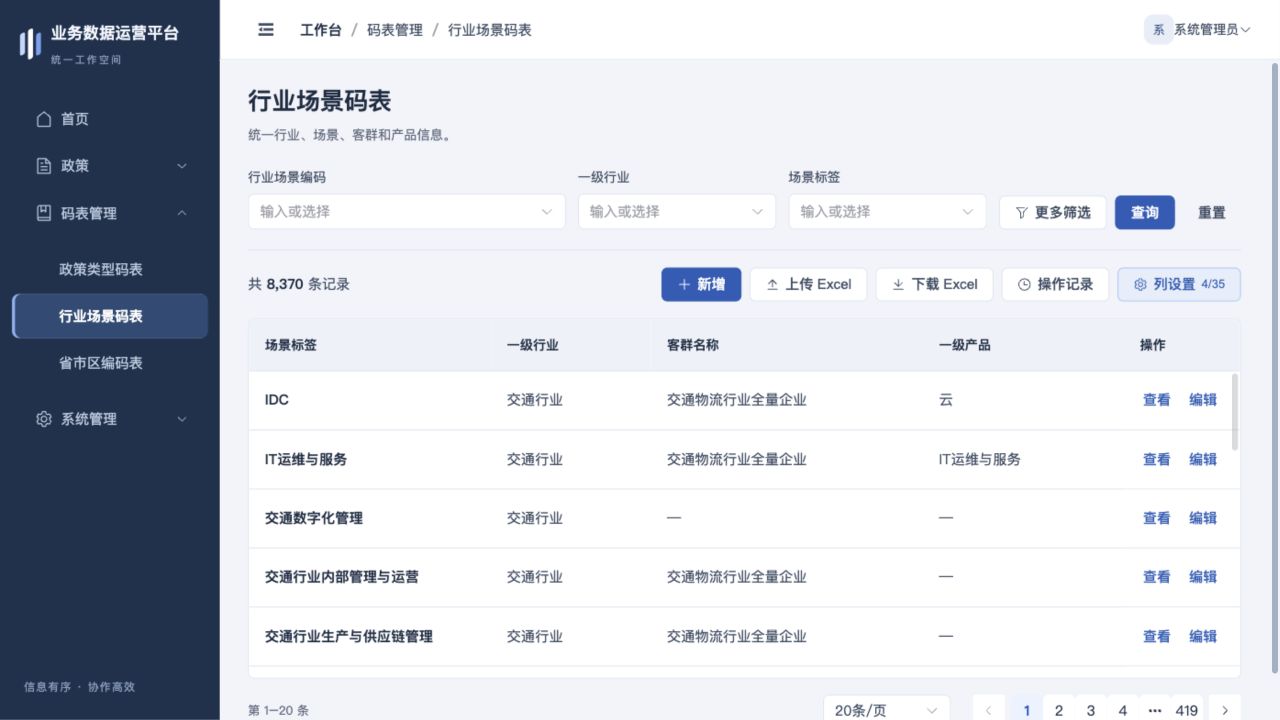 业务数据运营平台
统一工作空间
首页
政策
码表管理
政策类型码表
行业场景码表
省市区编码表
系统管理
信息有序 · 协作高效
工作台 / 码表管理 / 行业场景码表
系 系统管理员
行业场景码表
统一行业、场景、客群和产品信息。
行业场景编码 一级行业 场景标签
输入或选择 输入或选择 输入或选择 更多筛选 查询 重置
共 8,370 条记录 新增 上传 Excel 下载 Excel 操作记录 列设置 4/35
场景标签 一级行业 客群名称 一级产品 操作
IDC 交通行业 交通物流行业全量企业 云 查看 编辑
IT运维与服务 交通行业 交通物流行业全量企业 IT运维与服务 查看 编辑
交通数字化管理 交通行业 — — 查看 编辑
交通行业内部管理与运营 交通行业 交通物流行业全量企业 — 查看 编辑
交通行业生产与供应链管理 交通行业 交通物流行业全量企业 — 查看 编辑
第 1—20 条 20条/页 1 2 3 4 ··· 419